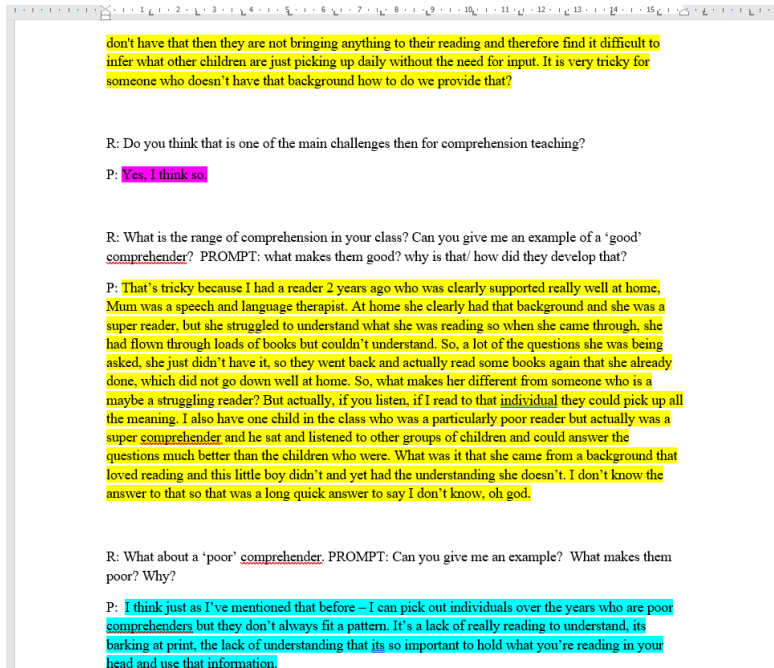 1 2 3 4 5 6 7 8 9 10 11 12 13 14 15
don't have that then they are not bringing anything to their reading and therefore find it difficult to
infer what other children are just picking up daily without the need for input. It is very tricky for
someone who doesn't have that background how to do we provide that?
R: Do you think that is one of the main challenges then for comprehension teaching?
P: Yes, I think so.
R: What is the range of comprehension in your class? Can you give me an example of a ‘good’
comprehender? PROMPT: what makes them good? why is that/ how did they develop that?
P: That’s tricky because I had a reader 2 years ago who was clearly supported really well at home,
Mum was a speech and language therapist. At home she clearly had that background and she was a
super reader, but she struggled to understand what she was reading so when she came through, she
had flown through loads of books but couldn’t understand. So, a lot of the questions she was being
asked, she just didn’t have it, so they went back and actually read some books again that she already
done, which did not go down well at home. So, what makes her different from someone who is a
maybe a struggling reader? But actually, if you listen, if I read to that individual they could pick up all
the meaning. I also have one child in the class who was a particularly poor reader but actually was a
super comprehender and he sat and listened to other groups of children and could answer the
questions much better than the children who were. What was it that she came from a background that
loved reading and this little boy didn’t and yet had the understanding she doesn’t. I don’t know the
answer to that so that was a long quick answer to say I don’t know, oh god.
R: What about a ‘poor’ comprehender. PROMPT: Can you give me an example? What makes them
poor? Why?
P: I think just as I’ve mentioned that before – I can pick out individuals over the years who are poor
comprehenders but they don’t always fit a pattern. It’s a lack of really reading to understand, its
barking at print, the lack of understanding that its so important to hold what you’re reading in your
head and use that information.